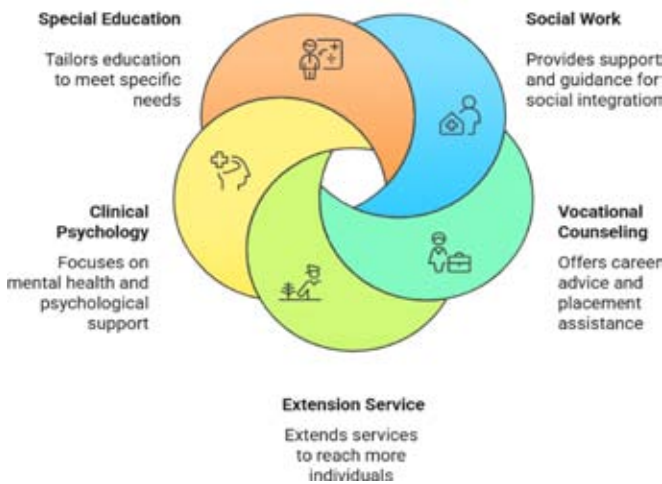 Special Education
Tailors education
to meet specific
needs
Social Work
Provides support
and guidance for
social integration
Clinical
Psychology
Focuses on
mental health and
psychological
support
Vocational
Counseling
Offers career
advice and
placement
assistance
Extension Service
Extends services
to reach more
individuals